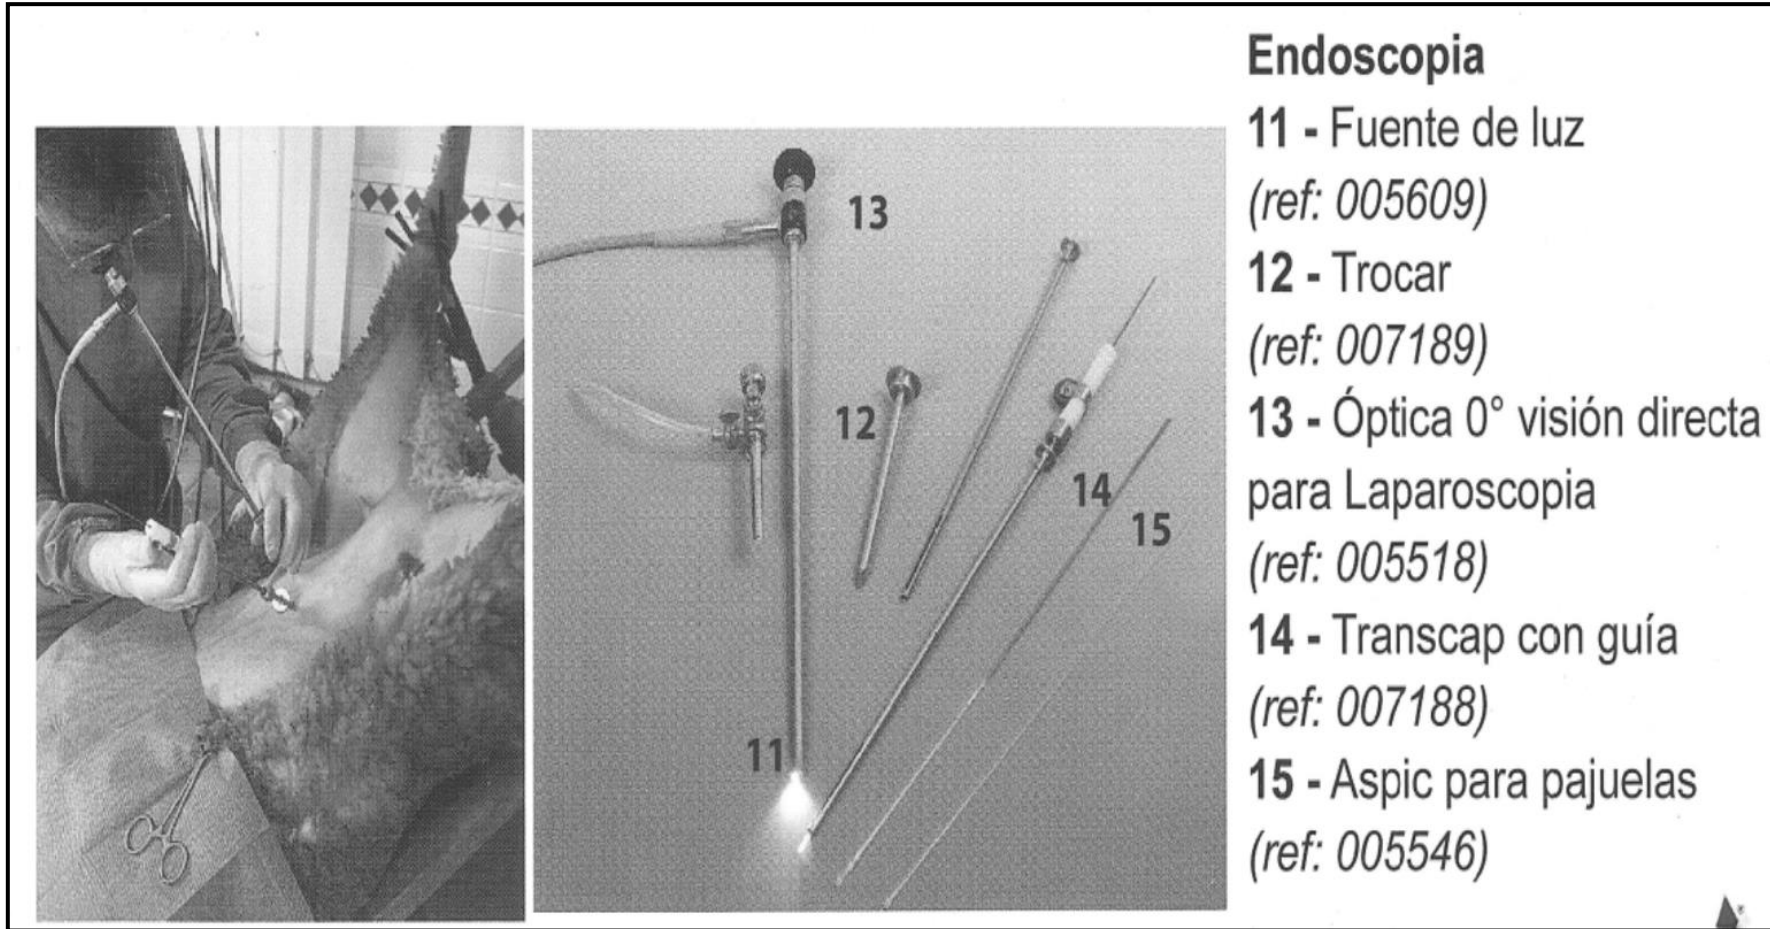 Endoscopia
11 - Fuente de luz
(ref: 005609)
12 - Trocar
(ref: 007189)
13 - Óptica 0° visión directa
para Laparoscopia
(ref: 005518)
14 - Transcap con guía
(ref: 007188)
15 - Aspic para pajuelas
(ref: 005546)
13
12
14
15
11